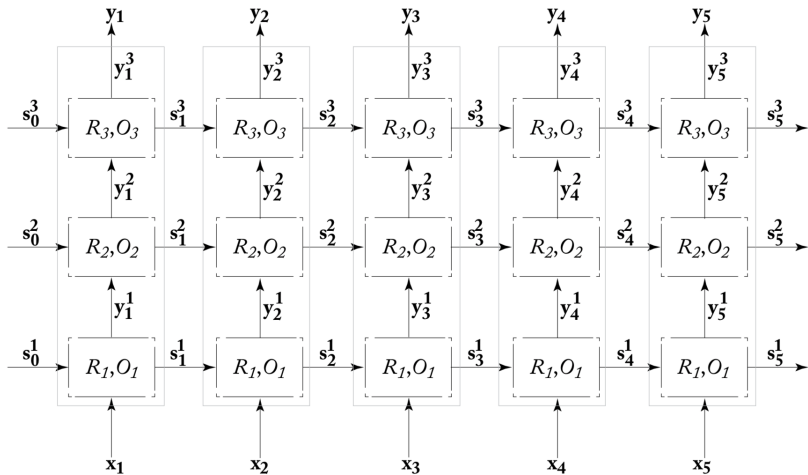 y₁ y₂ y₃ y₄ y₅
y₁³ y₂³ y₃³ y₄³ y₅³
s₀³ s₁³ s₂³ s₃³ s₄³ s₅³
R₃,O₃ R₃,O₃ R₃,O₃ R₃,O₃ R₃,O₃
y₁² y₂² y₃² y₄² y₅²
s₀² s₁² s₂² s₃² s₄² s₅²
R₂,O₂ R₂,O₂ R₂,O₂ R₂,O₂ R₂,O₂
y₁¹ y₂¹ y₃¹ y₄¹ y₅¹
s₀¹ s₁¹ s₂¹ s₃¹ s₄¹ s₅¹
R₁,O₁ R₁,O₁ R₁,O₁ R₁,O₁ R₁,O₁
x₁ x₂ x₃ x₄ x₅